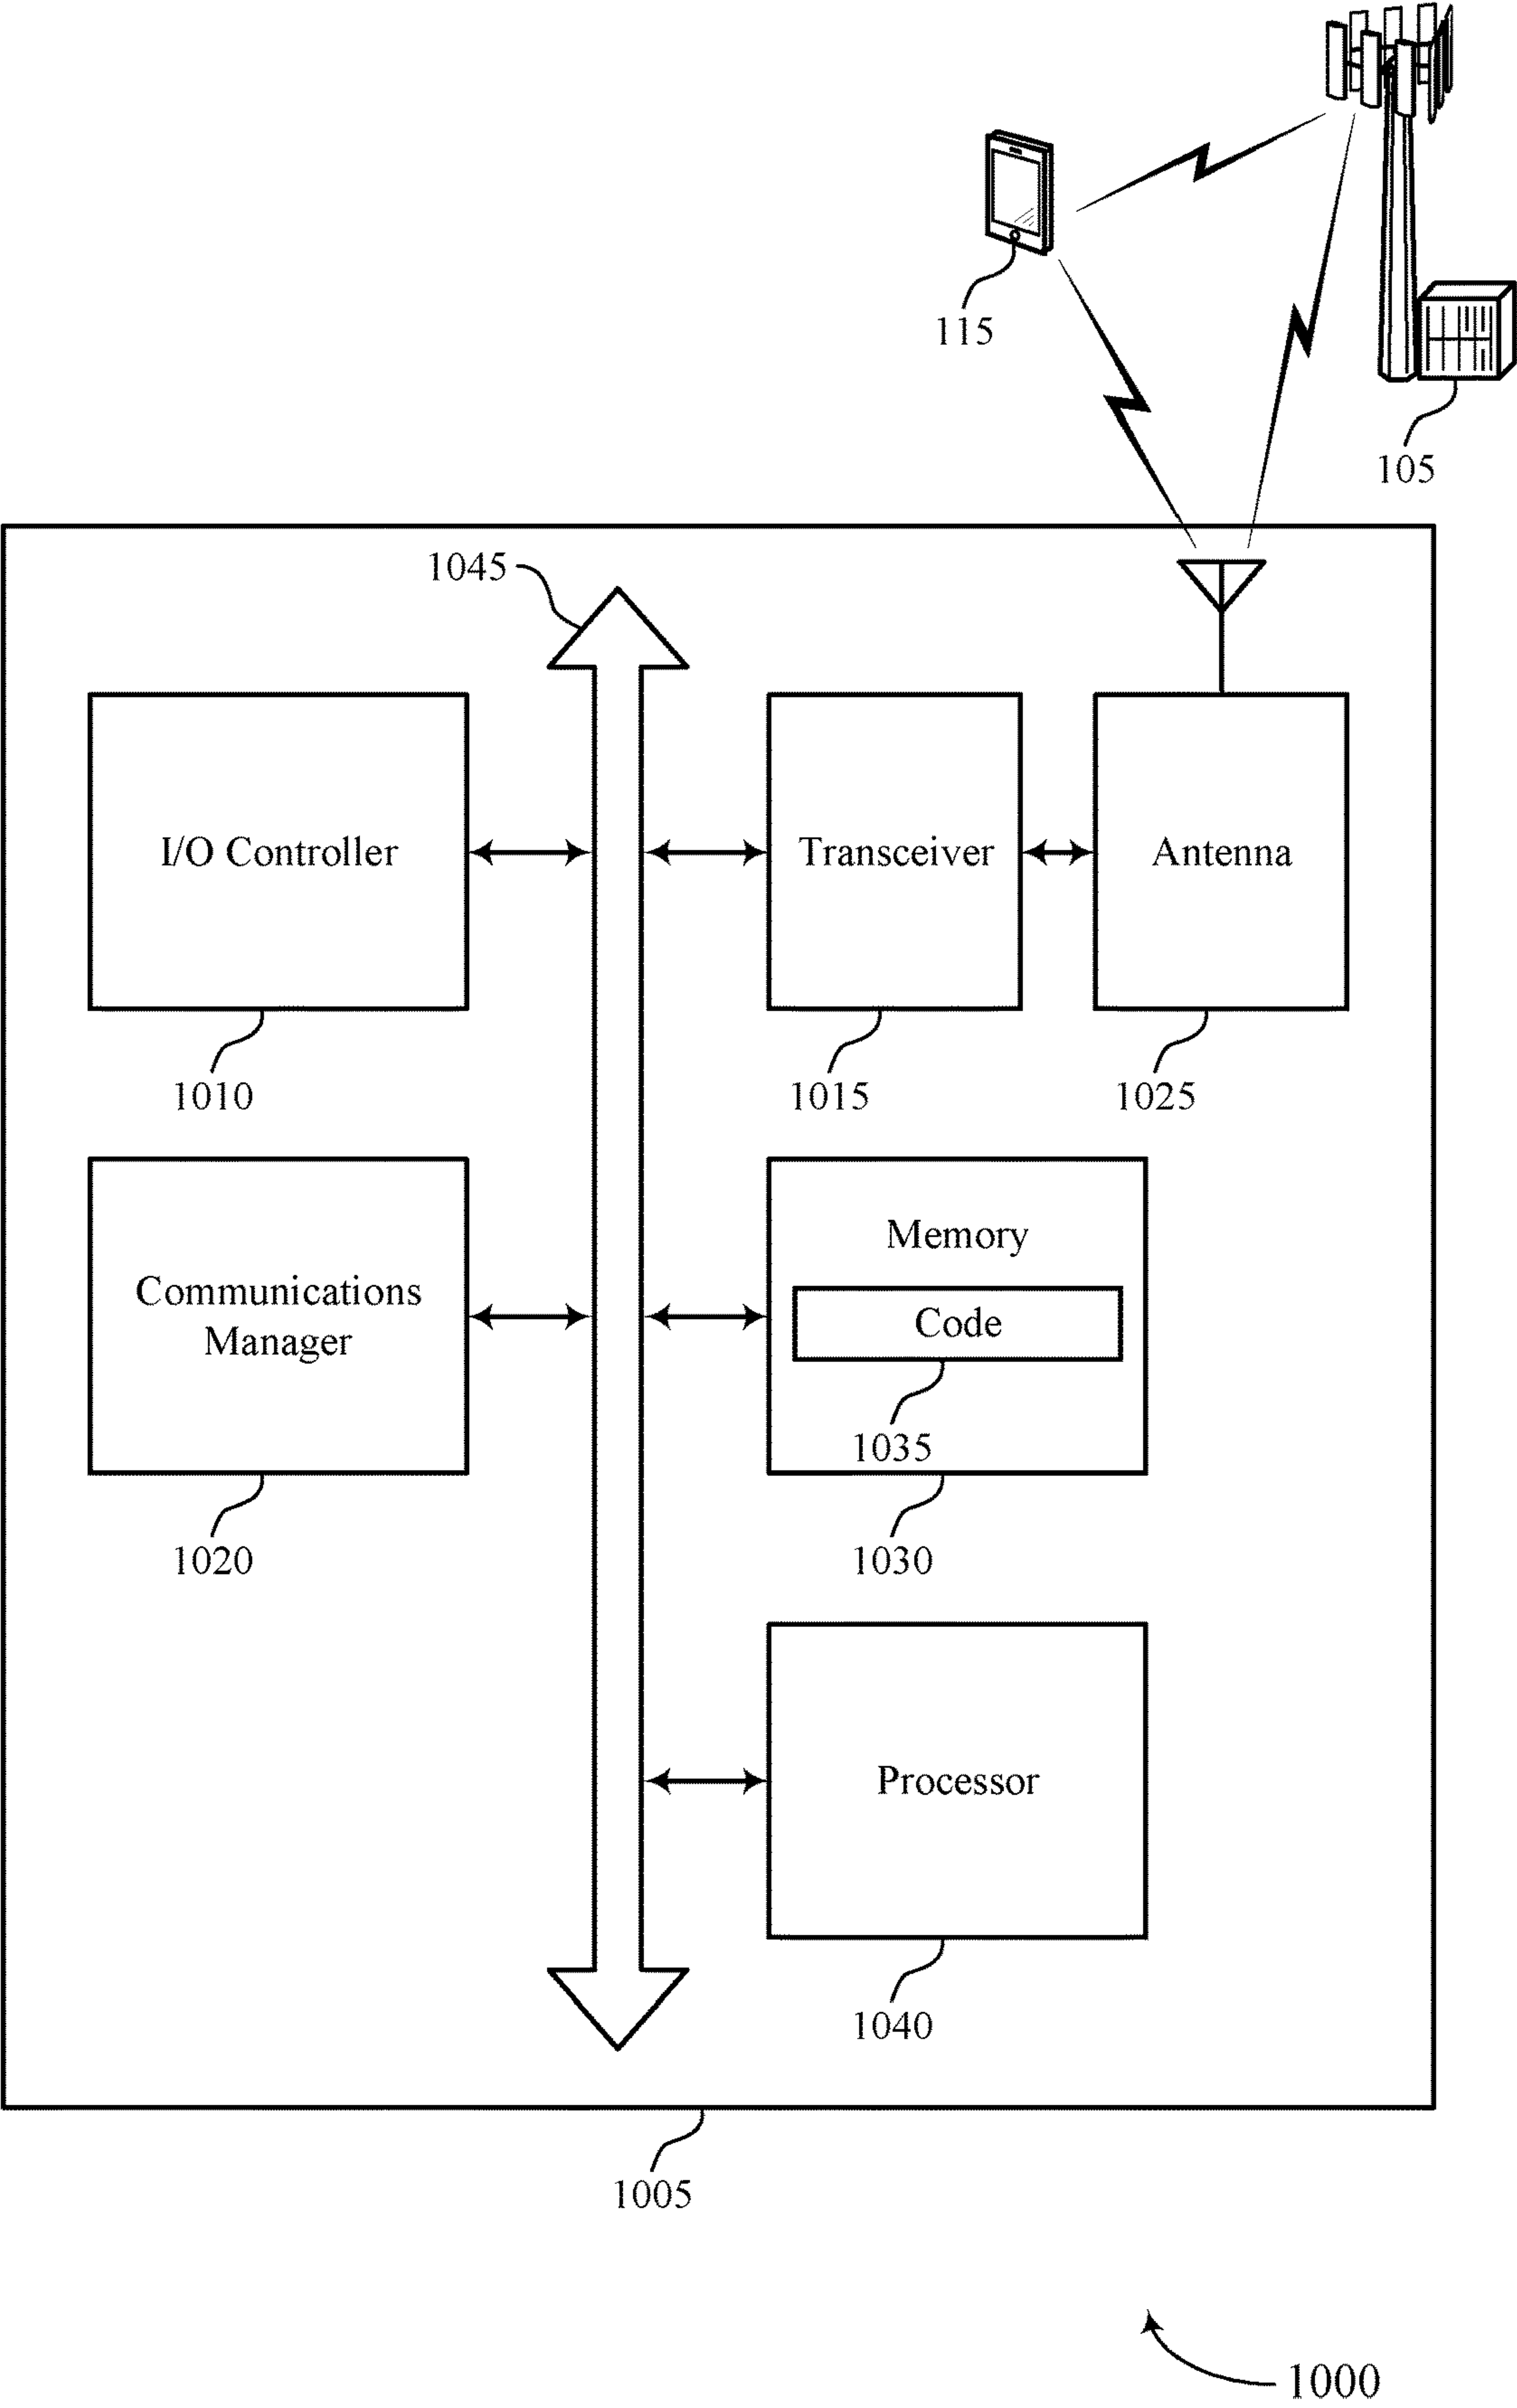 115
105
1045
I/O Controller
Transceiver
Antenna
1010
1015
1025
Communications
Manager
Memory
Code
1035
1020
1030
Processor
1040
1005
1000